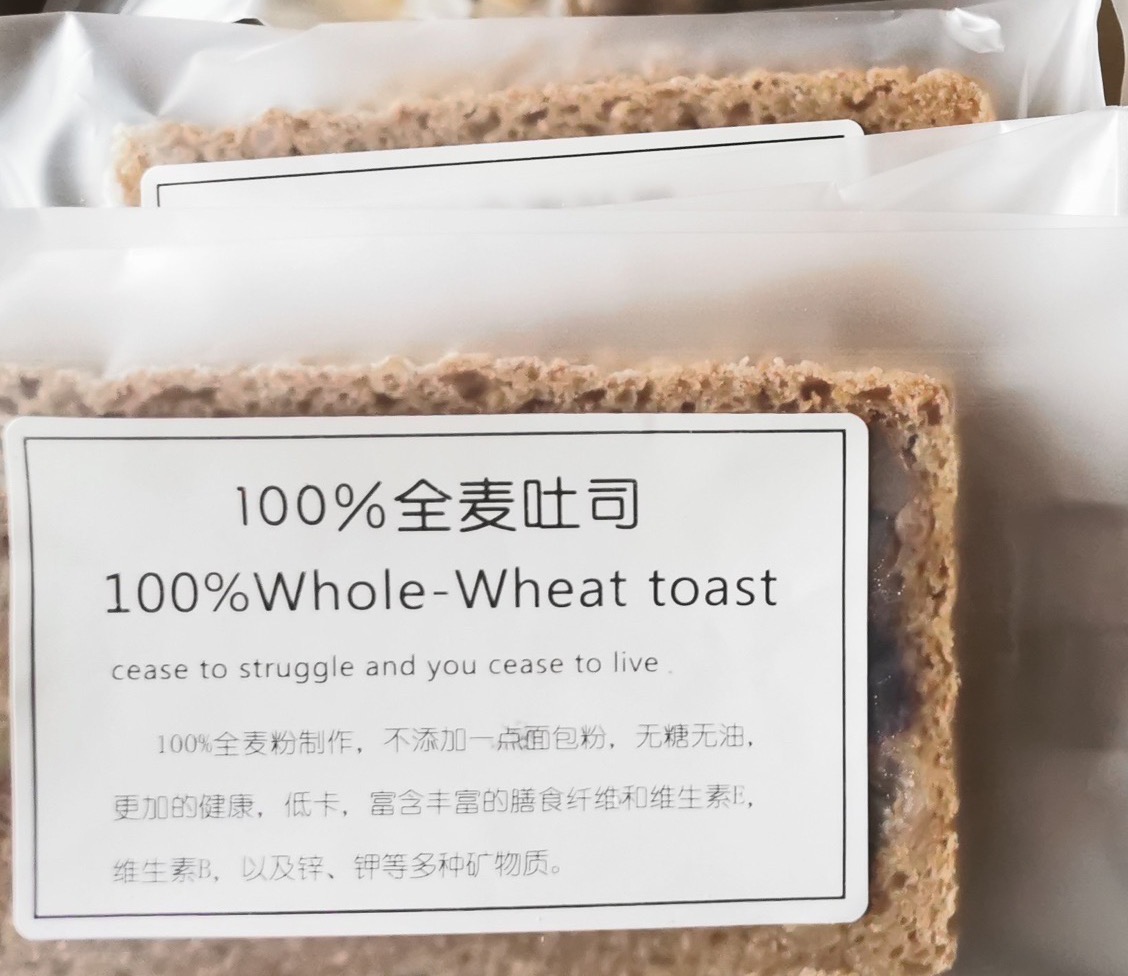 100%全麦吐司
100%Whole-Wheat toast
cease to struggle and you cease to live .
100%全麦粉制作，不添加一点面包粉，无糖无油，
更加的健康，低卡，富含丰富的膳食纤维和维生素E，
维生素B，以及锌、钾等多种矿物质。